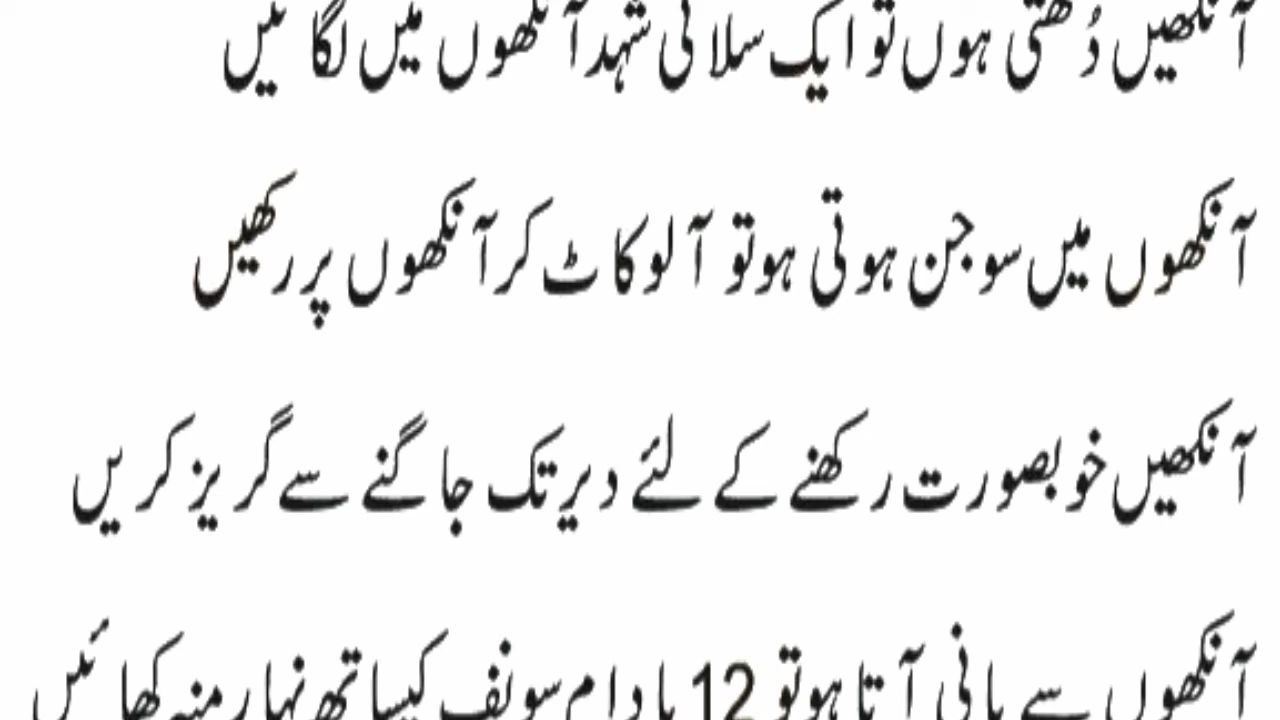 آنکھیں دُکھتی ہوں تو ایک سلائی شہد آنکھوں میں لگائیں
آنکھوں میں سوجن ہوتی ہو تو آلو کاٹ کر آنکھوں پر رکھیں
آنکھیں خوبصورت رکھنے کے لئے دیر تک جاگنے سے گریز کریں
آنکھوں سے پانی آتا ہو تو 12 بادام سونف کیساتھ نہار منہ کھائیں